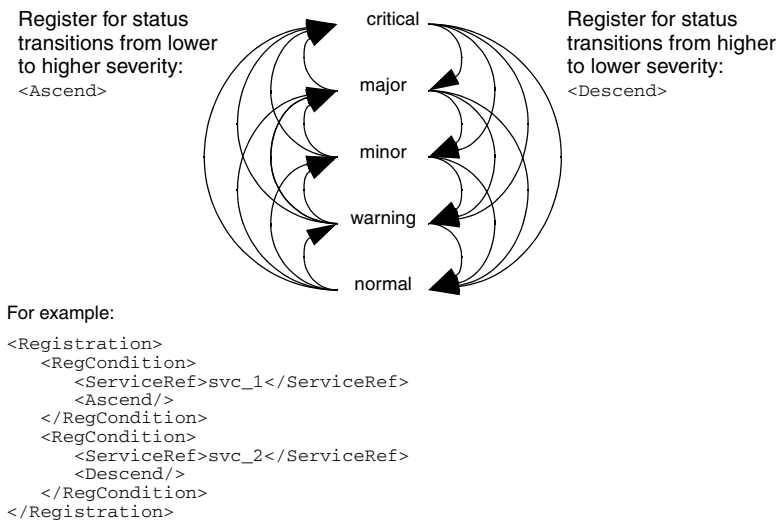 Register for status
transitions from lower
to higher severity:
<Ascend>
critical
major
minor
warning
normal
Register for status
transitions from higher
to lower severity:
<Descend>
For example:
<Registration>
   <RegCondition>
      <ServiceRef>svc_1</ServiceRef>
      <Ascend/>
   </RegCondition>
   <RegCondition>
      <ServiceRef>svc_2</ServiceRef>
      <Descend/>
   </RegCondition>
</Registration>